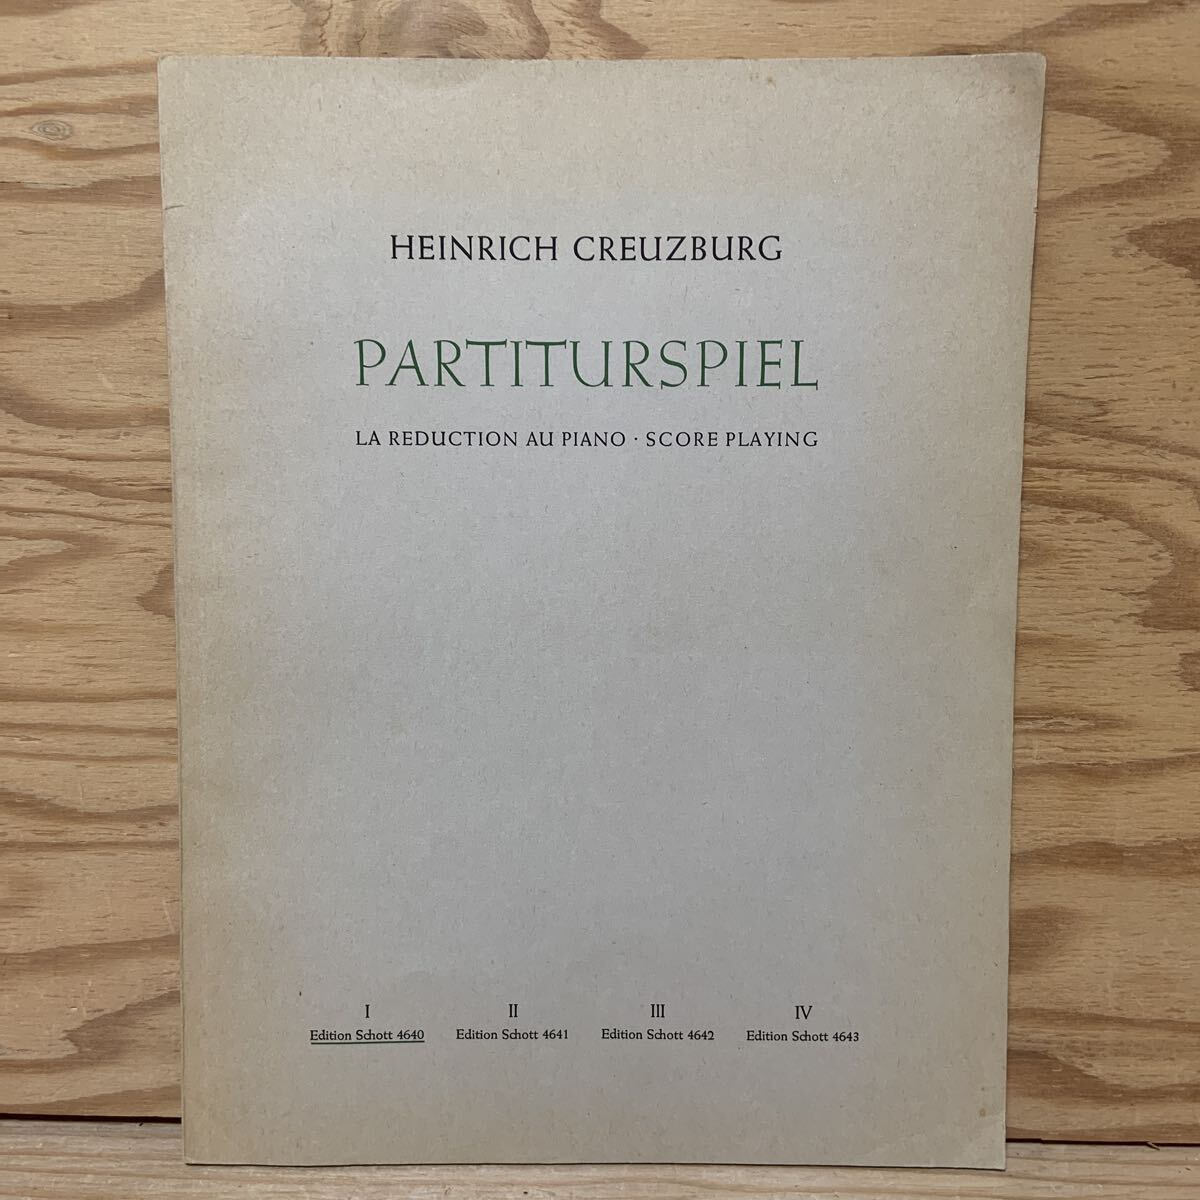 HEINRICH CREUZBURG
PARTITURSPIEL
LA REDUCTION AU PIANO · SCORE PLAYING
I II III IV
Edition Schott 4640 Edition Schott 4641 Edition Schott 4642 Edition Schott 4643